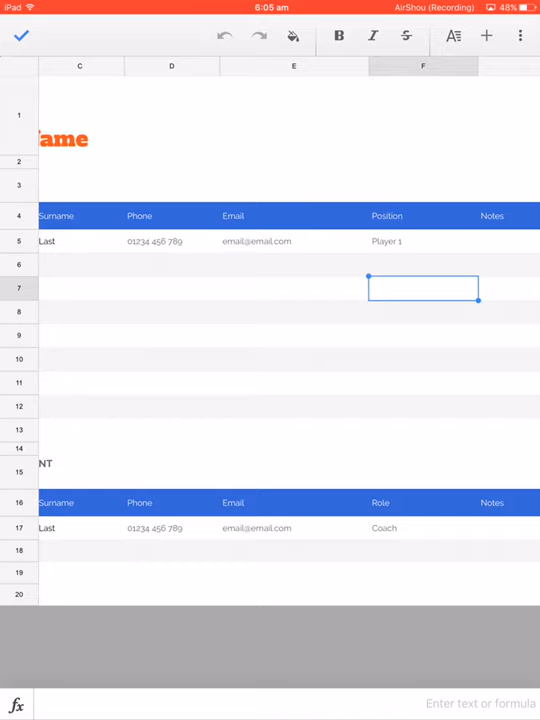 iPad 6:05 am AirShou (Recording) 48%
B I S A
C D E F
1
ame
2
3
4 Surname Phone Email Position Notes
5 Last 01234 456 789 email@email.com Player 1
6
7
8
9
10
11
12
13
14
15 NT
16 Surname Phone Email Role Notes
17 Last 01234 456 789 email@email.com Coach
18
19
20
fx Enter text or formula